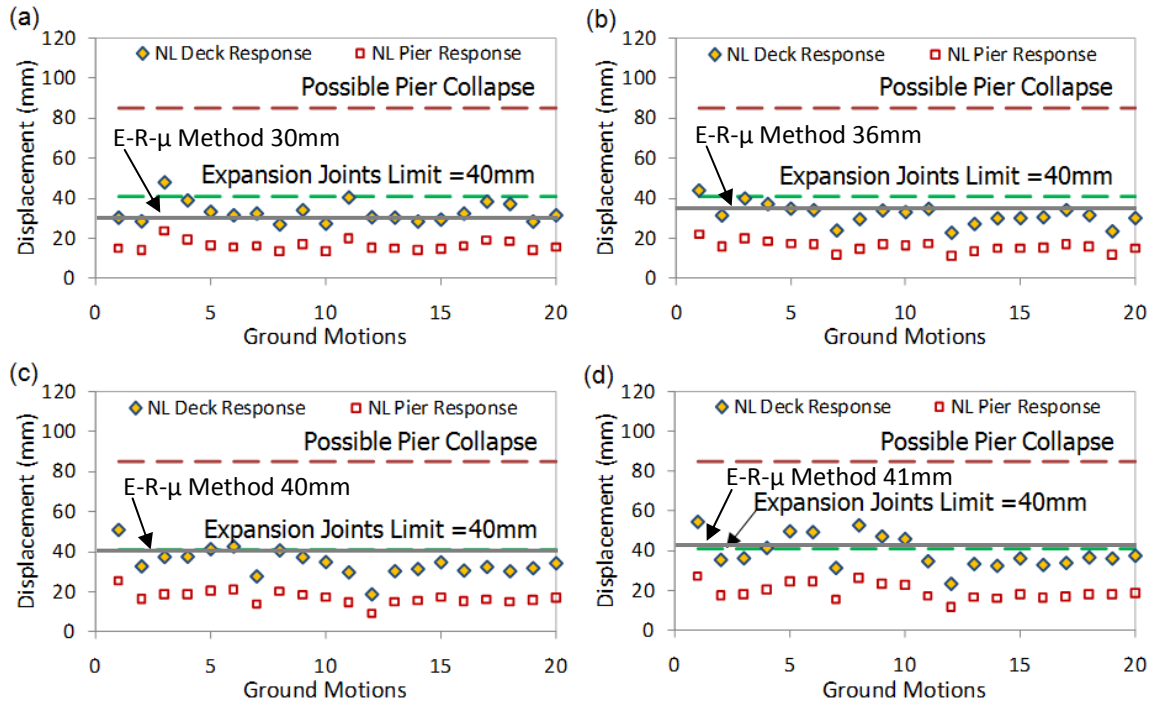 (a)
120
100
80
60
40
20
0
Displacement (mm)
NL Deck Response
NL Pier Response
Possible Pier Collapse
E-R-μ Method 30mm
Expansion Joints Limit =40mm
0 5 10 15 20
Ground Motions
(b)
120
100
80
60
40
20
0
Displacement (mm)
NL Deck Response
NL Pier Response
Possible Pier Collapse
E-R-μ Method 36mm
Expansion Joints Limit =40mm
0 5 10 15 20
Ground Motions
(c)
120
100
80
60
40
20
0
Displacement (mm)
NL Deck Response
NL Pier Response
Possible Pier Collapse
E-R-μ Method 40mm
Expansion Joints Limit =40mm
0 5 10 15 20
Ground Motions
(d)
120
100
80
60
40
20
0
Displacement (mm)
NL Deck Response
NL Pier Response
Possible Pier Collapse
E-R-μ Method 41mm
Expansion Joints Limit =40mm
0 5 10 15 20
Ground Motions